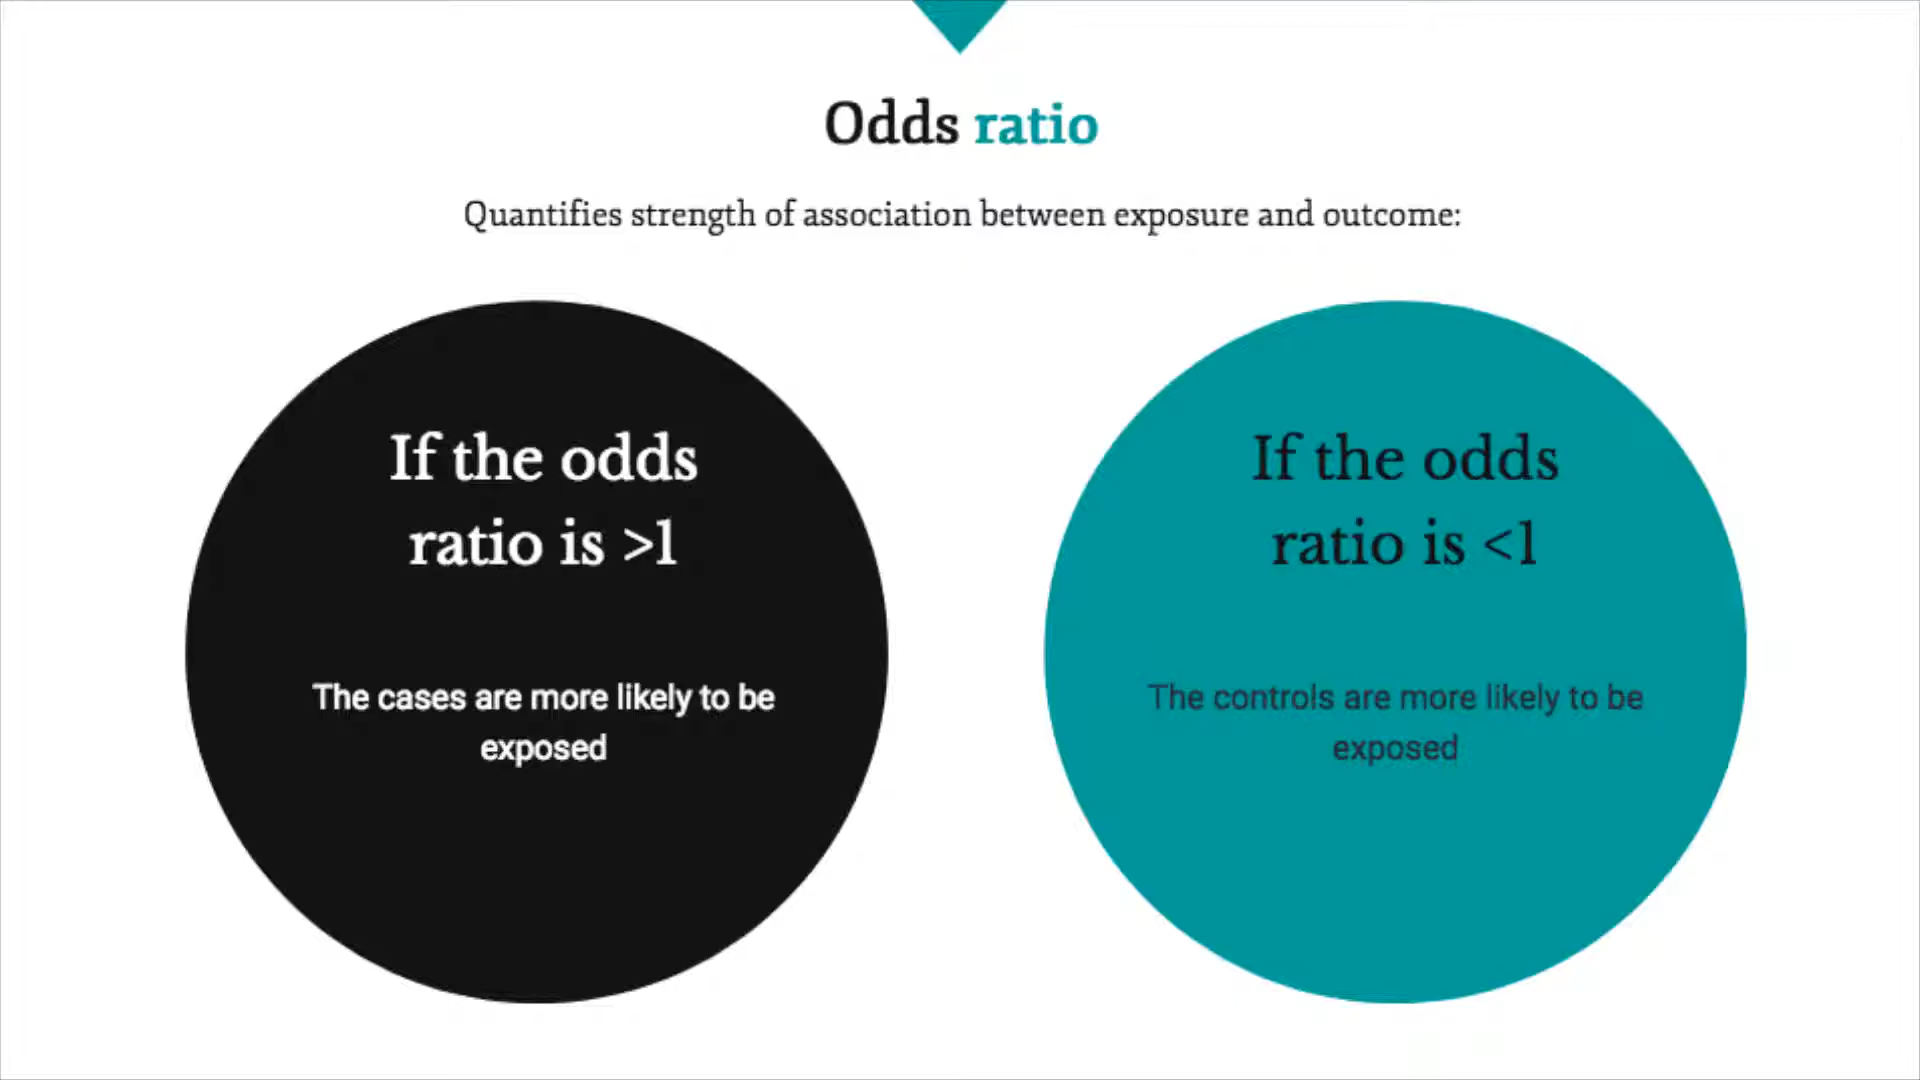 Odds ratio
Quantifies strength of association between exposure and outcome:
If the odds
ratio is >1
The cases are more likely to be
exposed
If the odds
ratio is <1
The controls are more likely to be
exposed